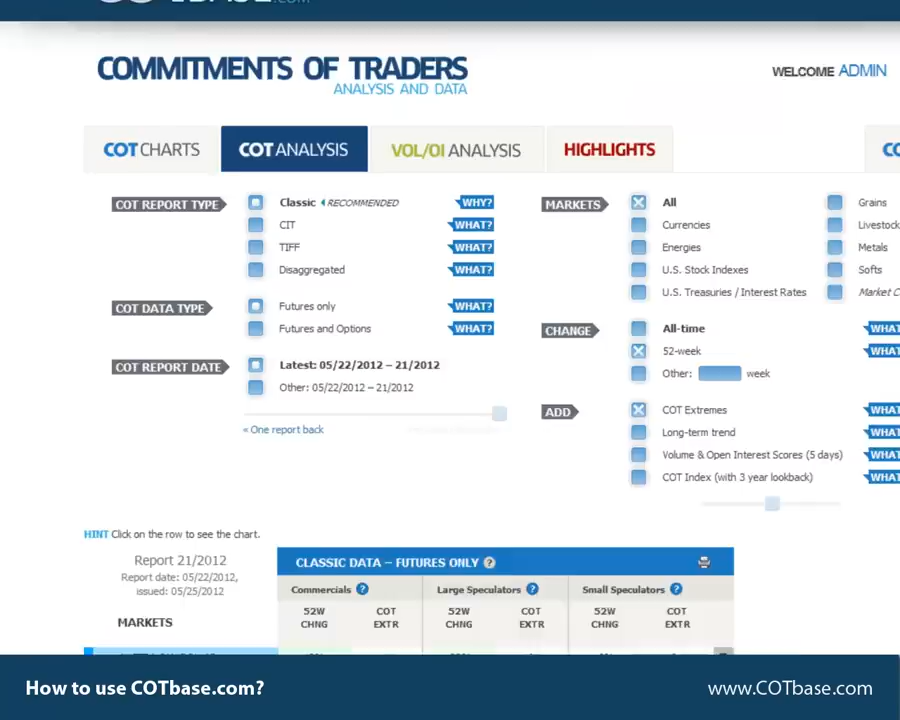 COMMITMENTS OF TRADERS
ANALYSIS AND DATA
WELCOME ADMIN
COT CHARTS
COT ANALYSIS
VOL/OI ANALYSIS
HIGHLIGHTS
COT REPORT TYPE
Classic RECOMMENDED WHY?
CIT WHAT?
TIFF WHAT?
Disaggregated WHAT?
COT DATA TYPE
Futures only WHAT?
Futures and Options WHAT?
COT REPORT DATE
Latest: 05/22/2012 – 21/2012
Other: 05/22/2012 – 21/2012
« One report back
MARKETS
All
Currencies
Energies
U.S. Stock Indexes
U.S. Treasuries / Interest Rates
Grains
Livestock
Metals
Softs
Market C
CHANGE
All-time WHAT
52-week WHAT
Other: week
ADD
COT Extremes WHAT
Long-term trend WHAT
Volume & Open Interest Scores (5 days) WHAT
COT Index (with 3 year lookback) WHAT
HINT Click on the row to see the chart.
Report 21/2012
Report date: 05/22/2012,
issued: 05/25/2012
MARKETS
CLASSIC DATA – FUTURES ONLY ?
Commercials ? Large Speculators ? Small Speculators ?
52W COT 52W COT 52W COT
CHNG EXTR CHNG EXTR CHNG EXTR
How to use COTbase.com?
www.COTbase.com